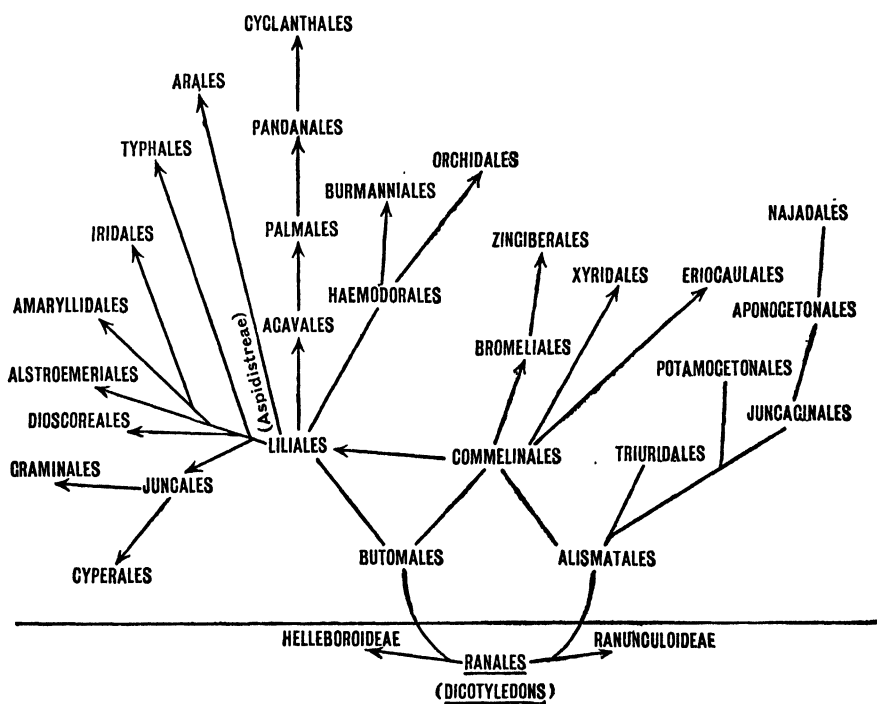 CYCLANTHALES
ARALES
PANDANALES
TYPHALES
ORCHIDALES
BURMANNIALES
NAJADALES
PALMALES
IRIDALES
ZINGIBERALES
XYRIDALES
ERIOCAULALES
HAEMODORALES
AMARYLLIDALES
APONOGETONALES
AGAVALES
(Aspidistreae)
BROMELIALES
ALSTROEMERIALES
POTAMOGETONALES
DIOSCOREALES
JUNCAGINALES
LILIALES
COMMELINALES
TRIURIDALES
GRAMINALES
JUNCALES
BUTOMALES
ALISMATALES
CYPERALES
HELLEBOROIDEAE
RANUNCULOIDEAE
RANALES
(DICOTYLEDONS)